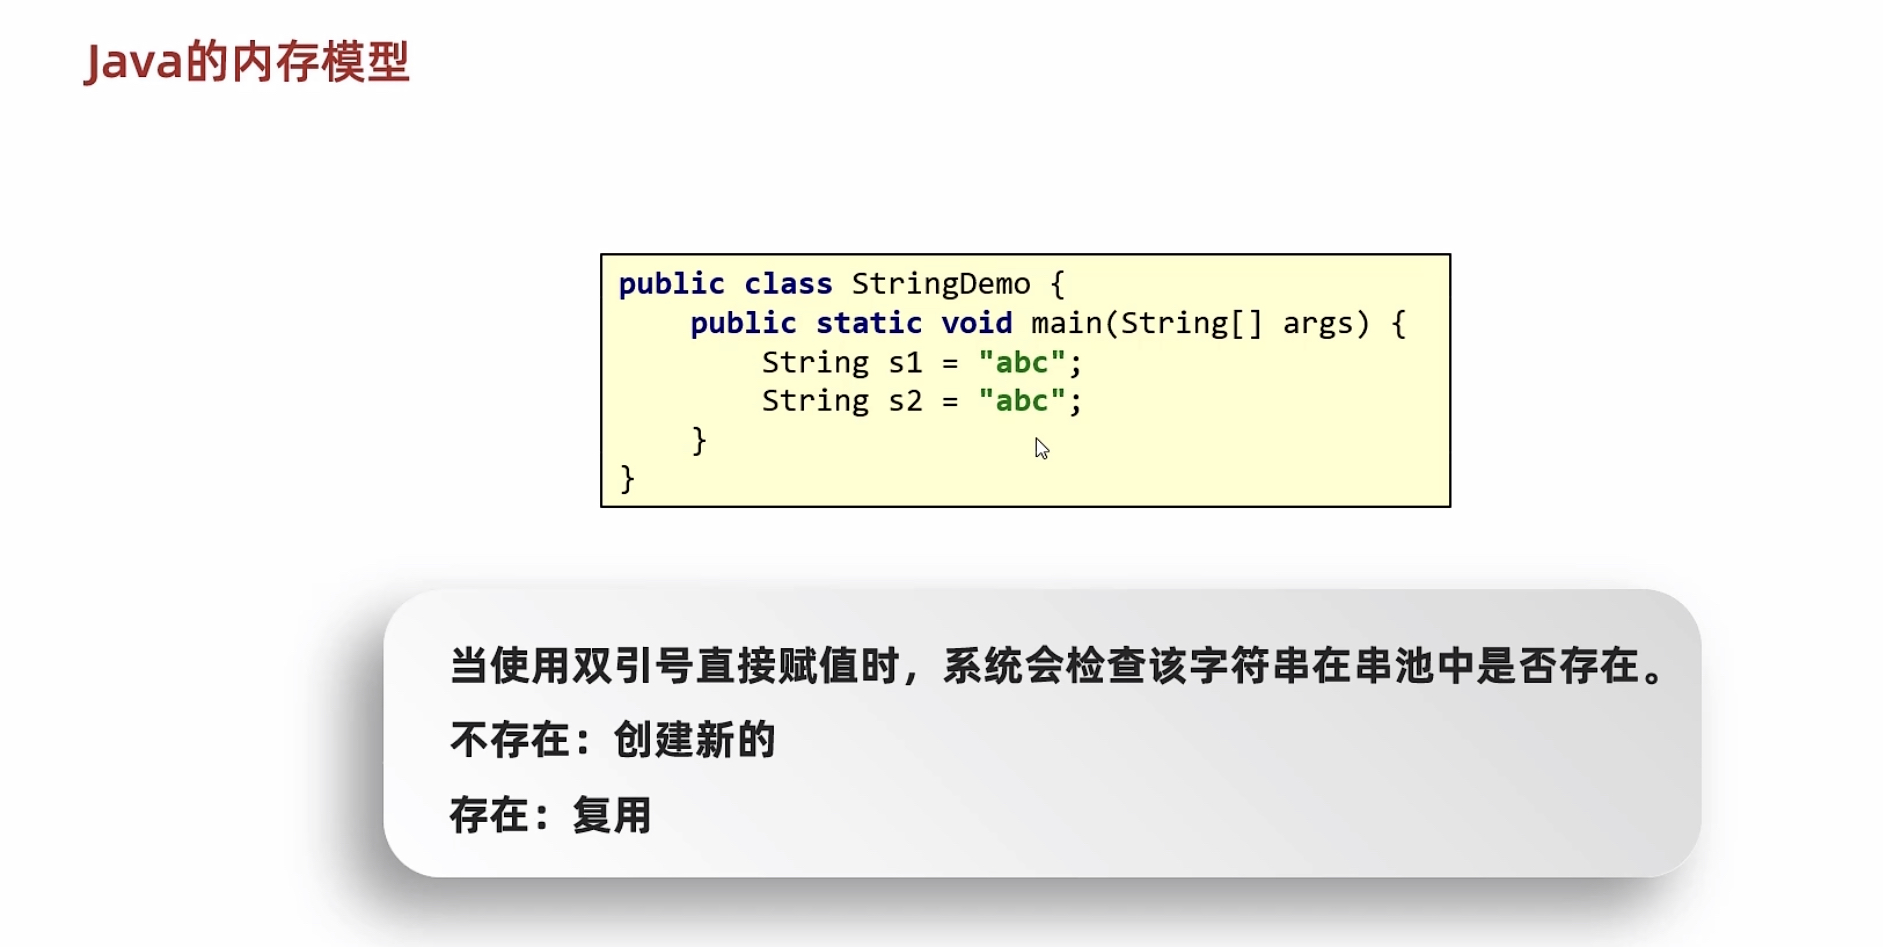 Java的内存模型
public class StringDemo {
    public static void main(String[] args) {
        String s1 = "abc";
        String s2 = "abc";
    }
}
当使用双引号直接赋值时，系统会检查该字符串在串池中是否存在。
不存在：创建新的
存在：复用